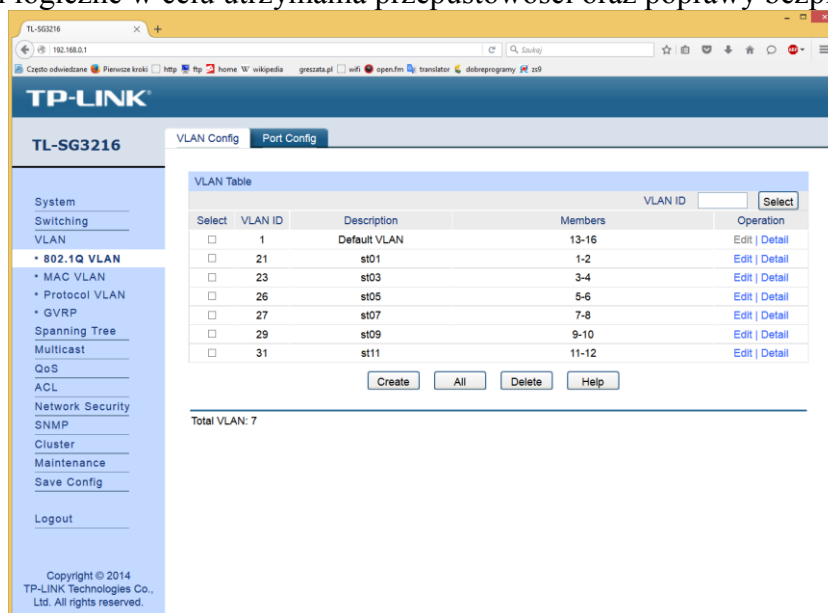 logiczne w celu utrzymania przepustowości oraz poprawy
TL-SG3216 × +
192.168.0.1 Szukaj
Często odwiedzane Pierwsze kroki http ftp home W wikipedia greszata.pl wifi open.fm translator dobreprogramy zs9
TP-LINK
TL-SG3216
VLAN Config Port Config
System
Switching
VLAN
• 802.1Q VLAN
• MAC VLAN
• Protocol VLAN
• GVRP
Spanning Tree
Multicast
QoS
ACL
Network Security
SNMP
Cluster
Maintenance
Save Config
Logout
Copyright © 2014
TP-LINK Technologies Co.,
Ltd. All rights reserved.
VLAN Table
VLAN ID Select
Select VLAN ID Description Members Operation
1 Default VLAN 13-16 Edit | Detail
21 st01 1-2 Edit | Detail
23 st03 3-4 Edit | Detail
26 st05 5-6 Edit | Detail
27 st07 7-8 Edit | Detail
29 st09 9-10 Edit | Detail
31 st11 11-12 Edit | Detail
Create All Delete Help
Total VLAN: 7